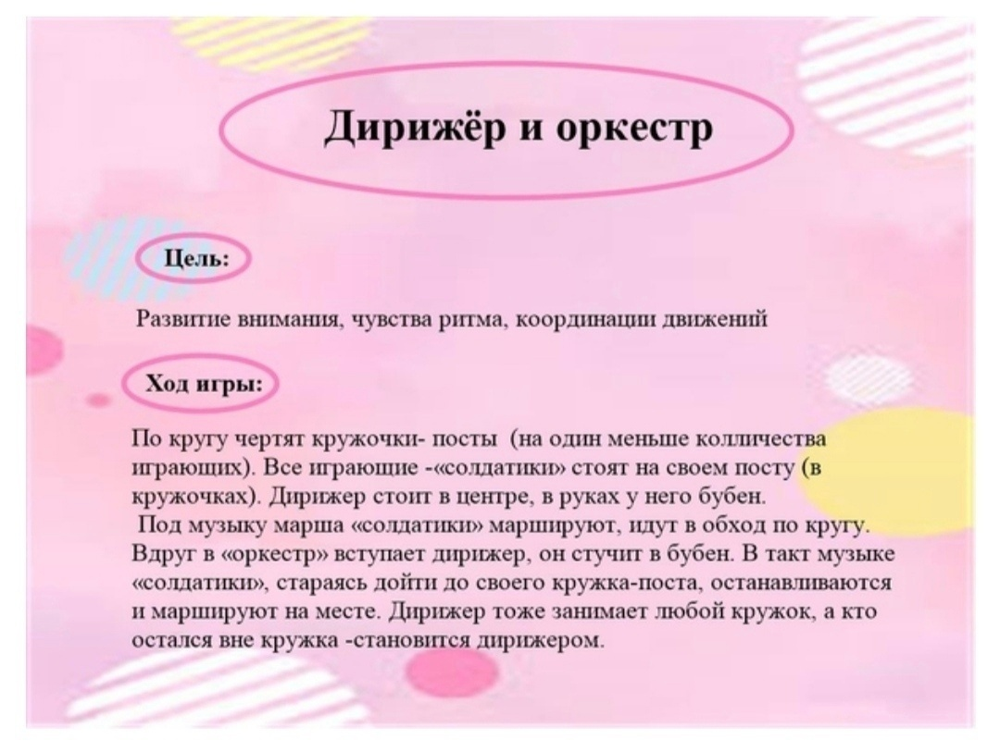 Дирижёр и оркестр
Цель:
Развитие внимания, чувства ритма, координации движений
Ход игры:
По кругу чертят кружочки- посты  (на один меньше колличества
играющих). Все играющие -«солдатики» стоят на своем посту (в
кружочках). Дирижер стоит в центре, в руках у него бубен.
Под музыку марша «солдатики» маршируют, идут в обход по кругу.
Вдруг в «оркестр» вступает дирижер, он стучит в бубен. В такт музыке
«солдатики», стараясь дойти до своего кружка-поста, останавливаются
и маршируют на месте. Дирижер тоже занимает любой кружок, а кто
остался вне кружка -становится дирижером.